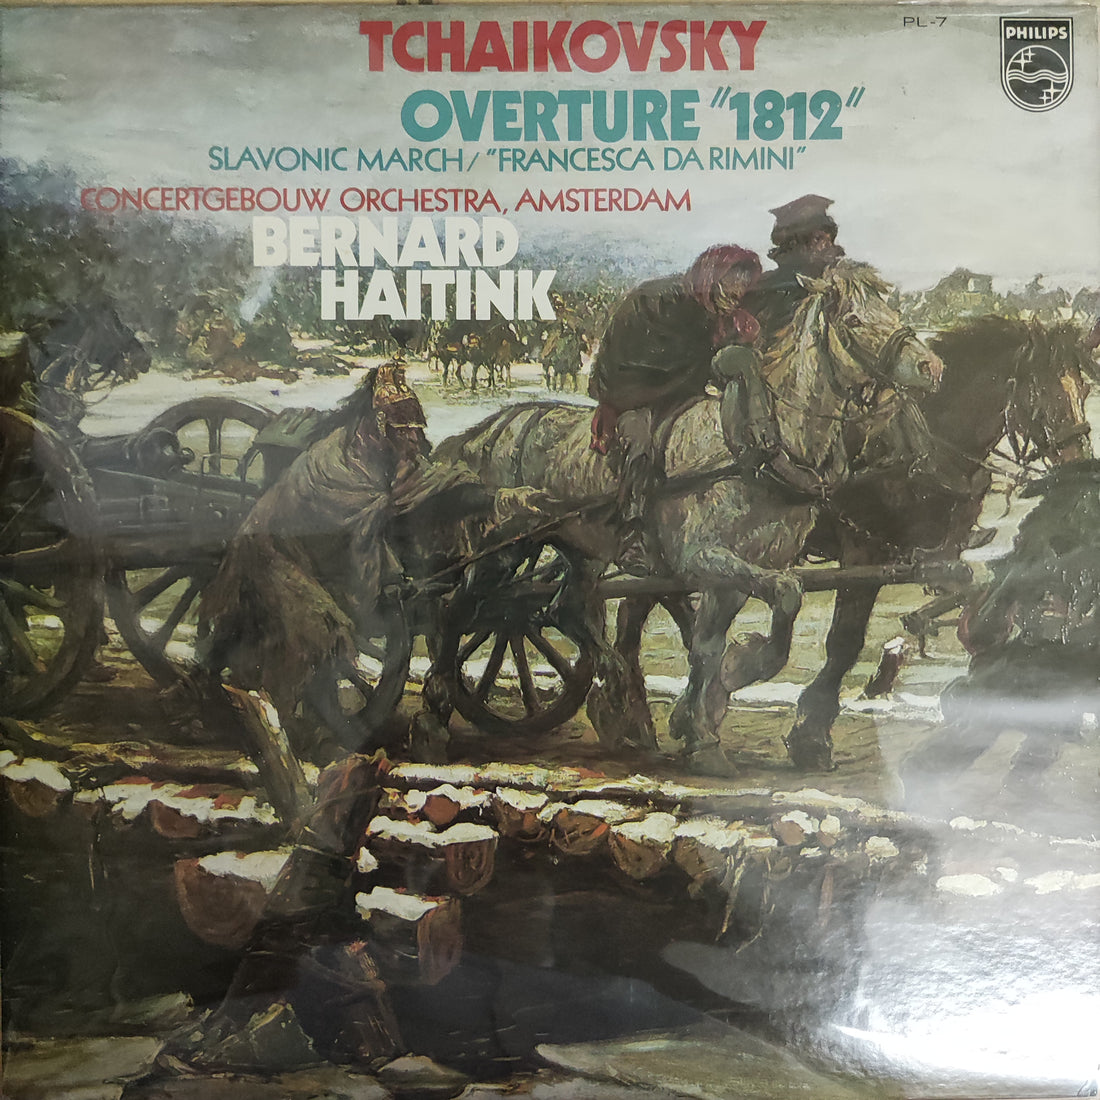 TCHAIKOVSKY
PL-7
PHILIPS
OVERTURE "1812"
SLAVONIC MARCH/"FRANCESCA DA RIMINI"
CONCERTGEBOUW ORCHESTRA, AMSTERDAM
BERNARD
HAITINK